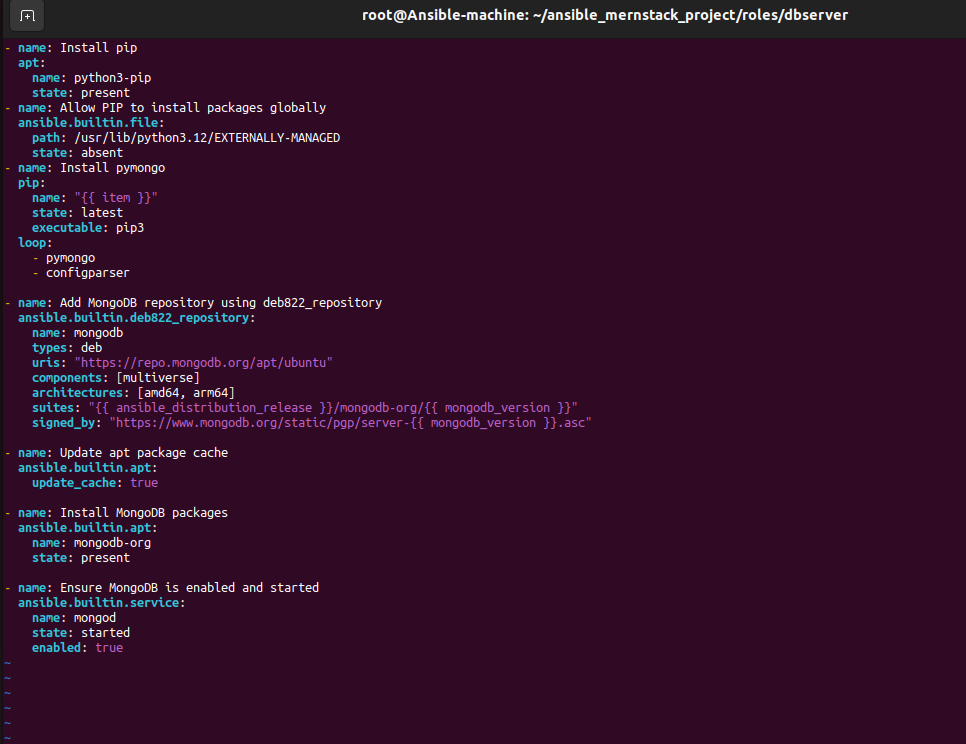 root@Ansible-machine: ~/ansible_mernstack_project/roles/dbserver
- name: Install pip
  apt:
    name: python3-pip
    state: present
- name: Allow PIP to install packages globally
  ansible.builtin.file:
    path: /usr/lib/python3.12/EXTERNALLY-MANAGED
    state: absent
- name: Install pymongo
  pip:
    name: "{{ item }}"
    state: latest
    executable: pip3
  loop:
    - pymongo
    - configparser

- name: Add MongoDB repository using deb822_repository
  ansible.builtin.deb822_repository:
    name: mongodb
    types: deb
    uris: "https://repo.mongodb.org/apt/ubuntu"
    components: [multiverse]
    architectures: [amd64, arm64]
    suites: "{{ ansible_distribution_release }}/mongodb-org/{{ mongodb_version }}"
    signed_by: "https://www.mongodb.org/static/pgp/server-{{ mongodb_version }}.asc"

- name: Update apt package cache
  ansible.builtin.apt:
    update_cache: true

- name: Install MongoDB packages
  ansible.builtin.apt:
    name: mongodb-org
    state: present

- name: Ensure MongoDB is enabled and started
  ansible.builtin.service:
    name: mongod
    state: started
    enabled: true
~
~
~
~
~
~